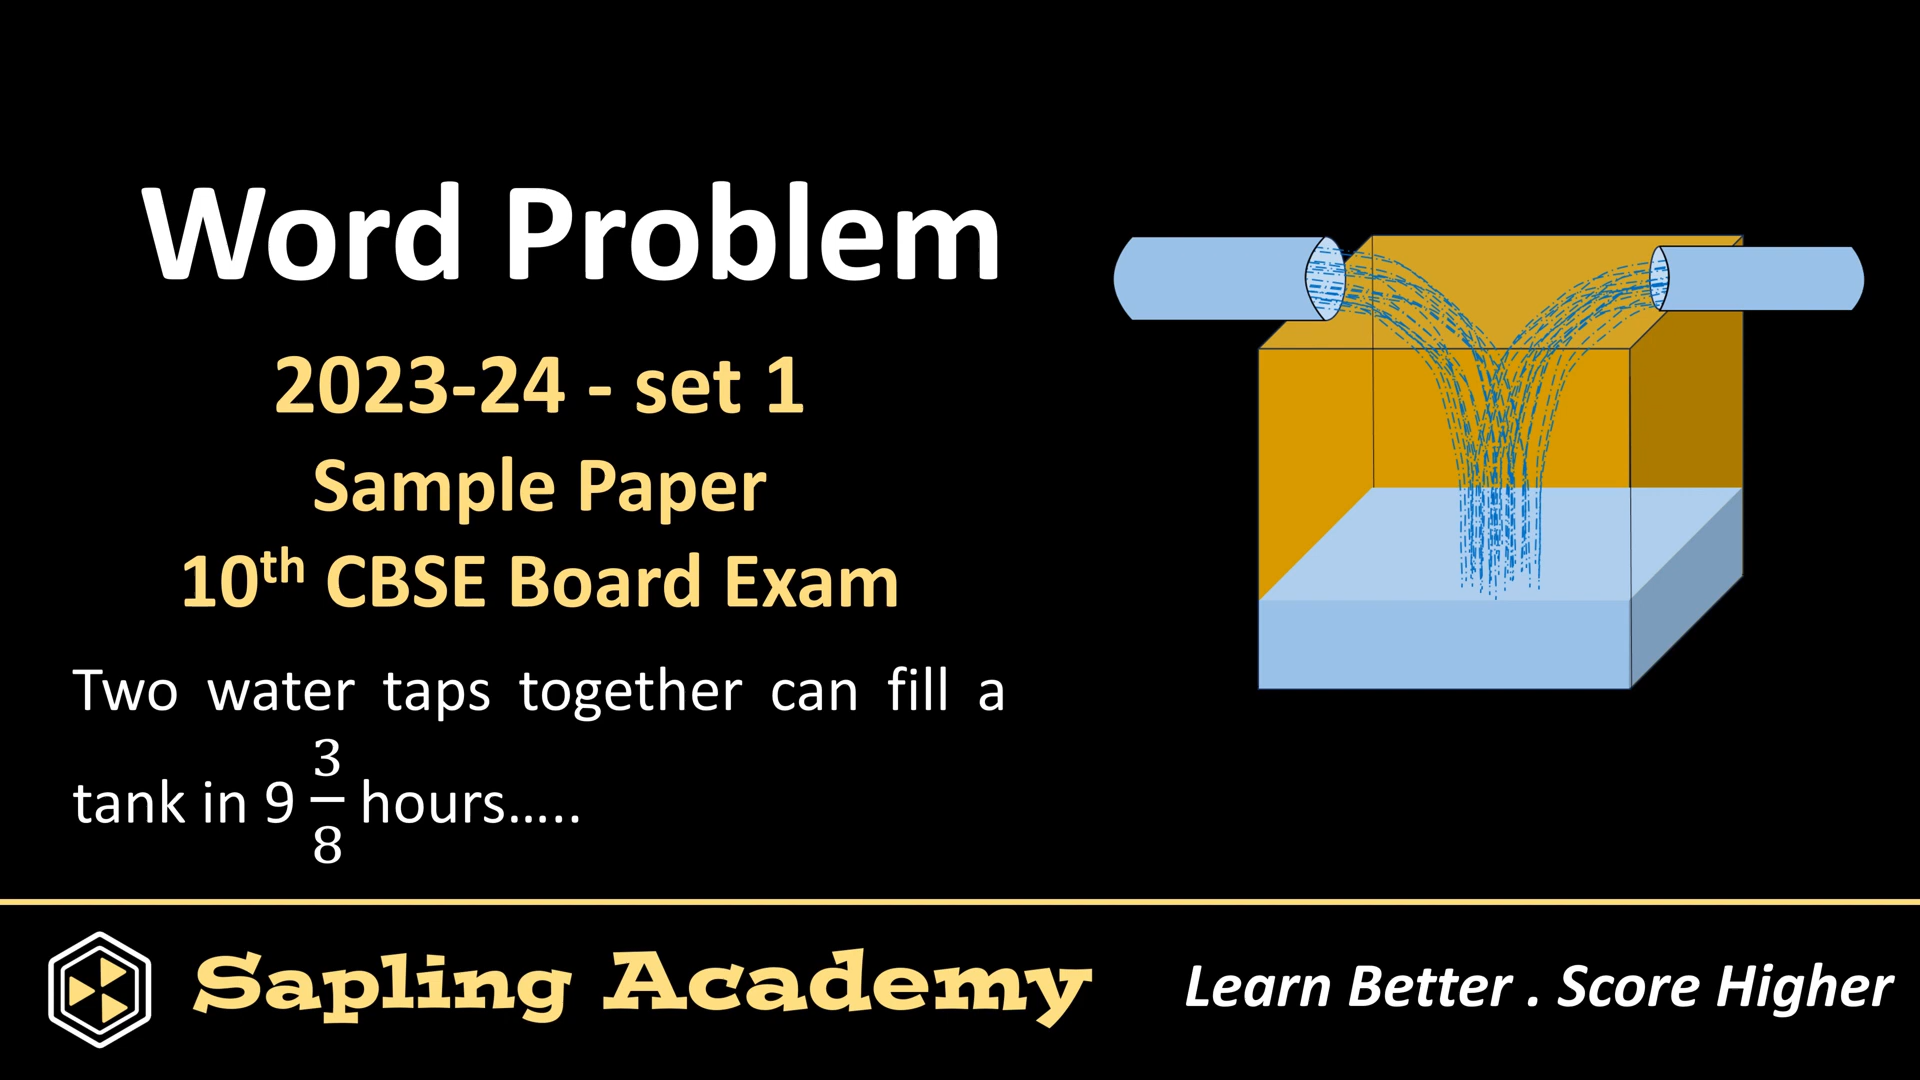 Word Problem
2023-24 - set 1
Sample Paper
10th CBSE Board Exam
Two water taps together can fill a
tank in 9 3/8 hours.....
Sapling Academy
Learn Better . Score Higher